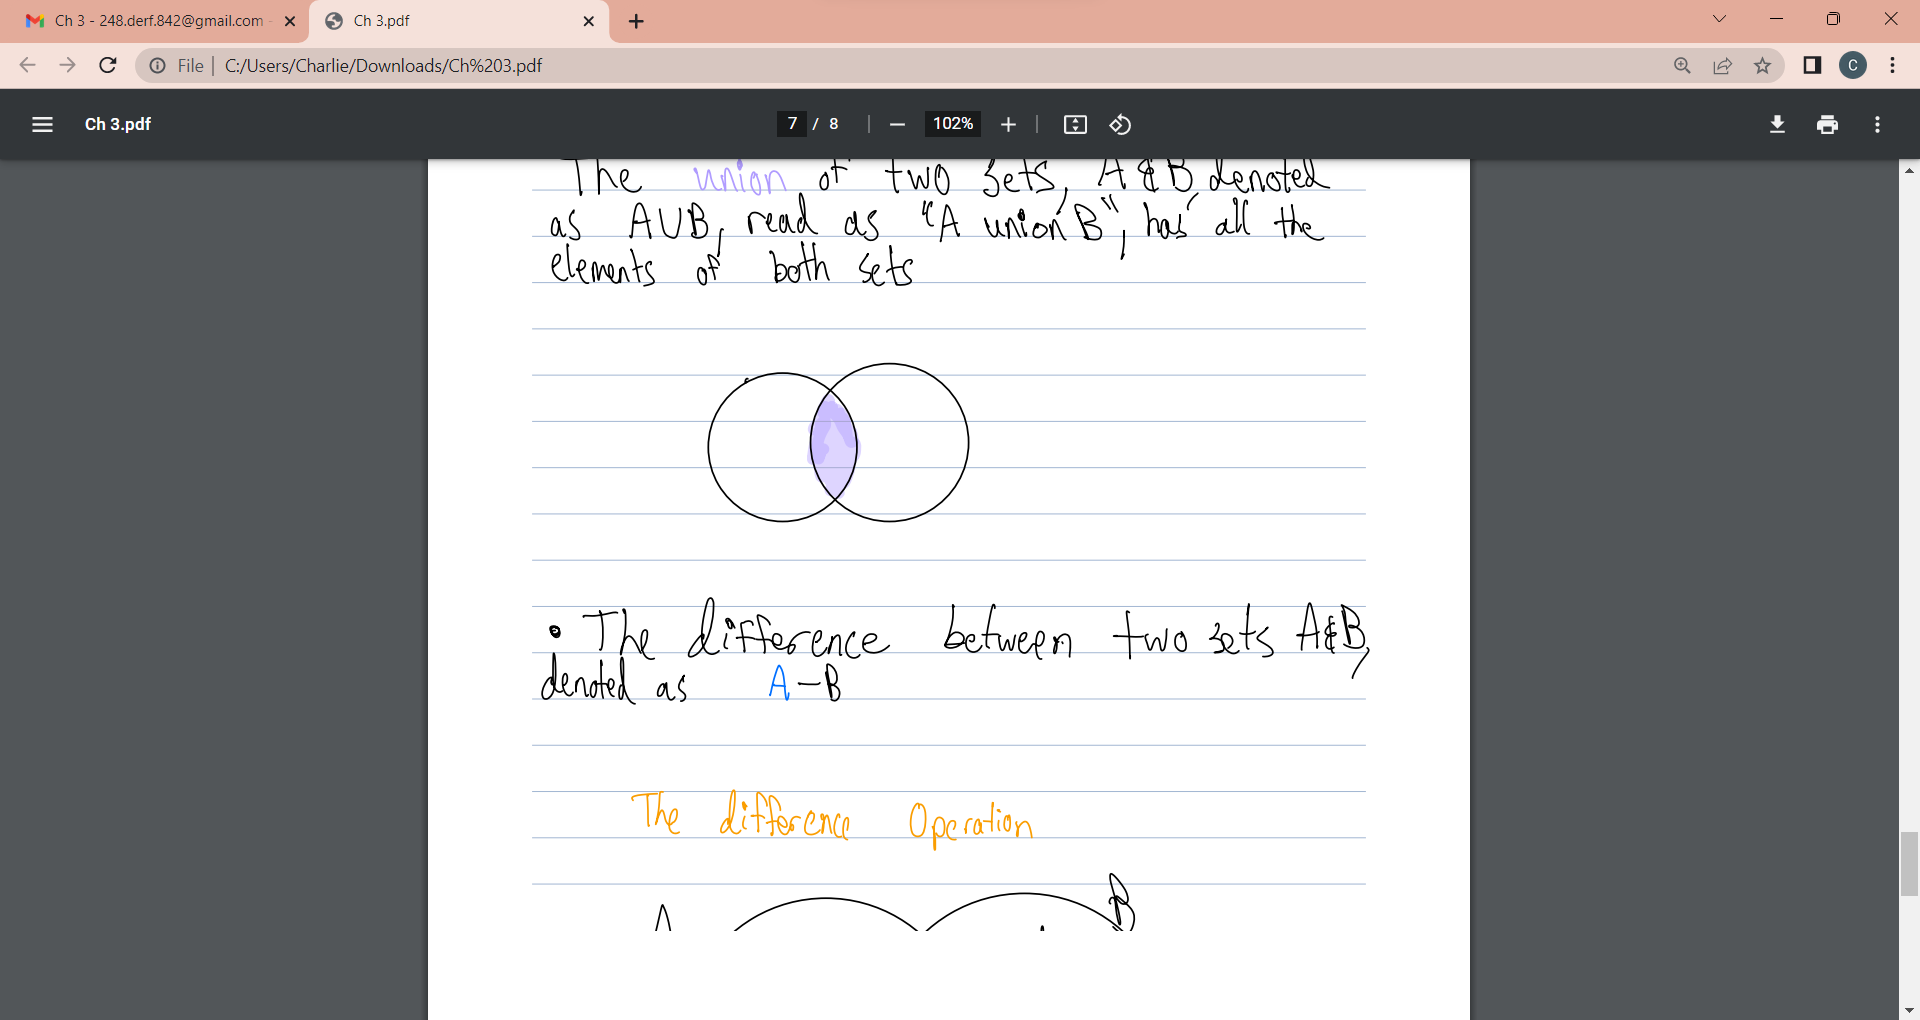 Ch 3 - 248.derf.842@gmail.com -
Ch 3.pdf
File | C:/Users/Charlie/Downloads/Ch%203.pdf
C
Ch 3.pdf
7 / 8 | − 102% + |
The union of two sets, A & B, denoted
as A∪B, read as "A union B", has all the
elements of both sets
• The difference between two sets A&B,
denoted as A−B
The difference Operation
A B